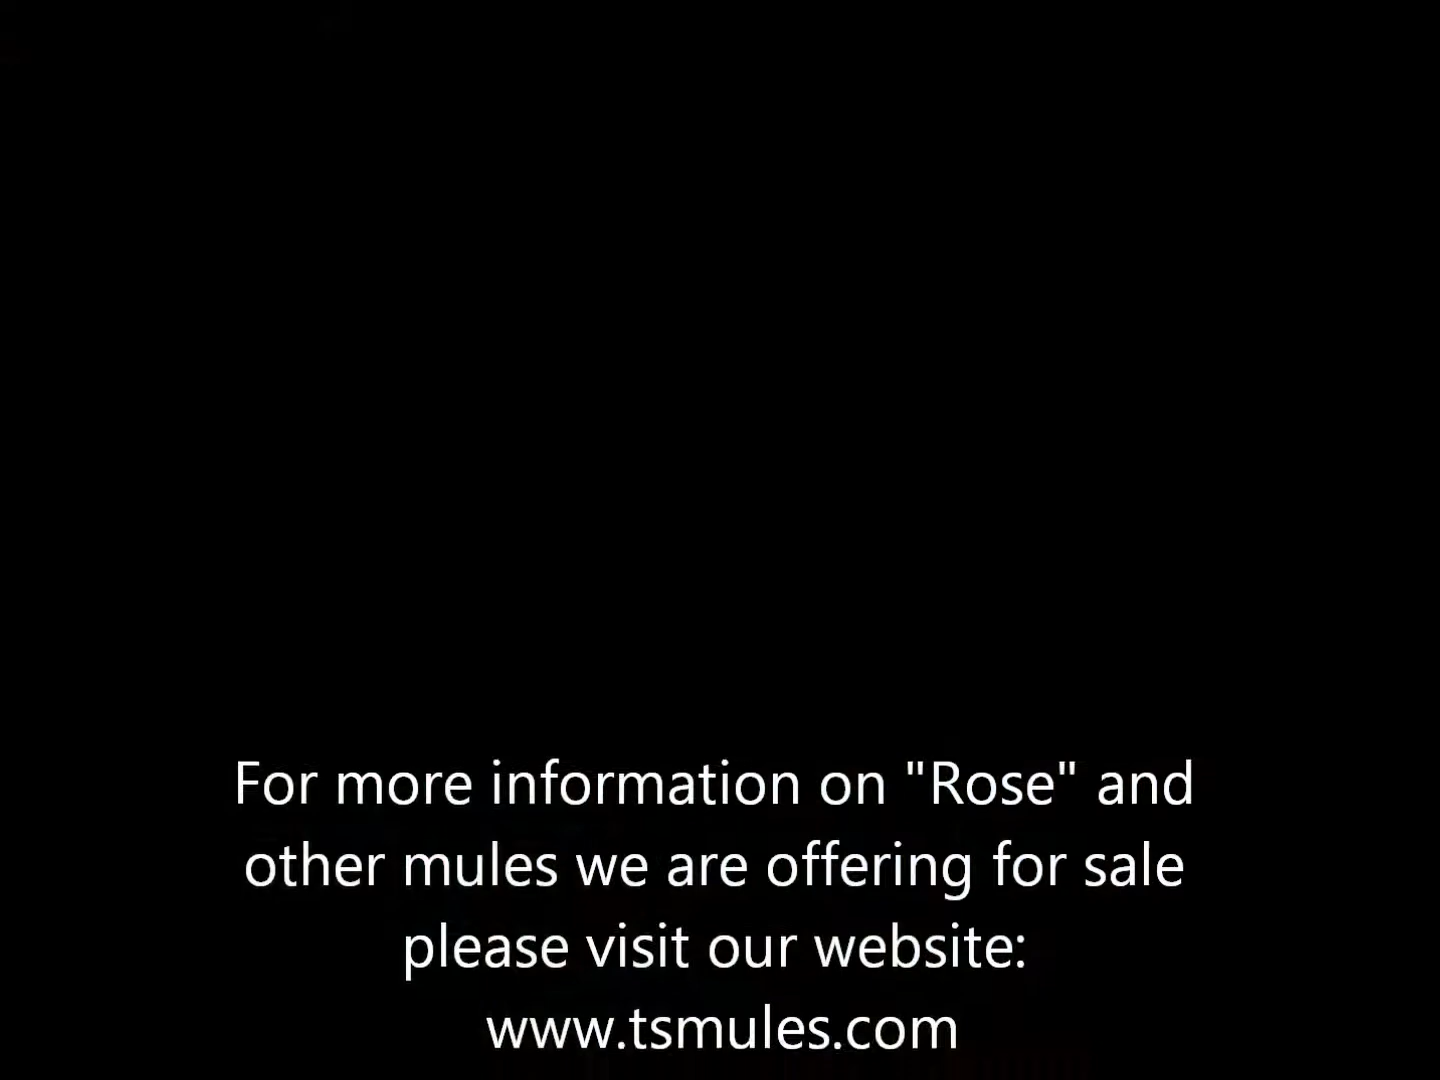 For more information on "Rose" and
other mules we are offering for sale
please visit our website:
www.tsmules.com